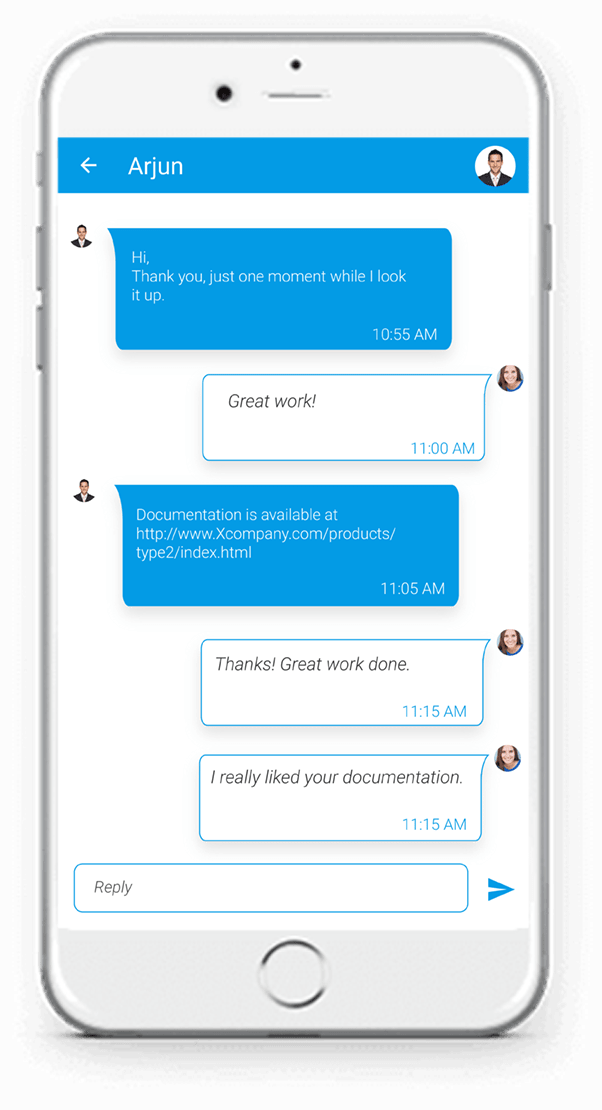 Arjun
Hi,
Thank you, just one moment while I look
it up.
10:55 AM
Great work!
11:00 AM
Documentation is available at
http://www.Xcompany.com/products/
type2/index.html
11:05 AM
Thanks! Great work done.
11:15 AM
I really liked your documentation.
11:15 AM
Reply